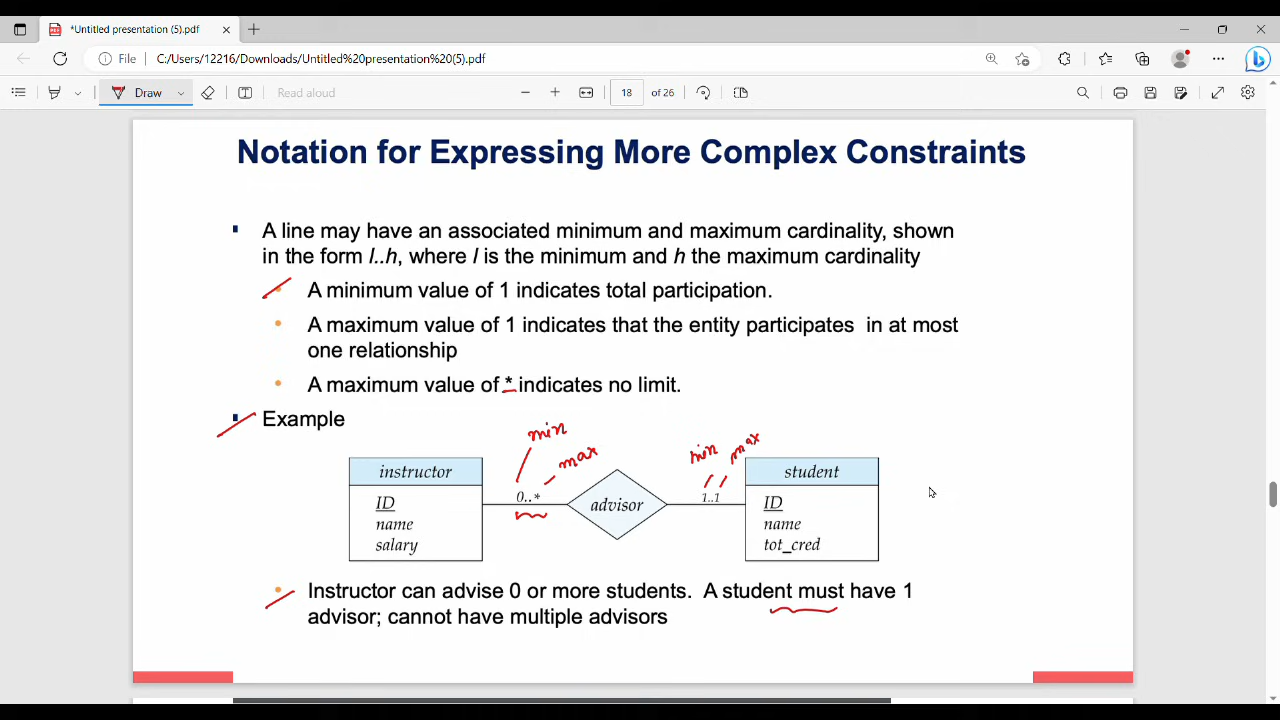 *Untitled presentation (5).pdf
File C:/Users/12216/Downloads/Untitled%20presentation%20(5).pdf
Draw Read aloud 18 of 26
Notation for Expressing More Complex Constraints
A line may have an associated minimum and maximum cardinality, shown
in the form l..h, where l is the minimum and h the maximum cardinality
A minimum value of 1 indicates total participation.
A maximum value of 1 indicates that the entity participates in at most
one relationship
A maximum value of * indicates no limit.
Example
min
max
min max
instructor
ID
name
salary
0..*
advisor
1..1
student
ID
name
tot_cred
Instructor can advise 0 or more students. A student must have 1
advisor; cannot have multiple advisors